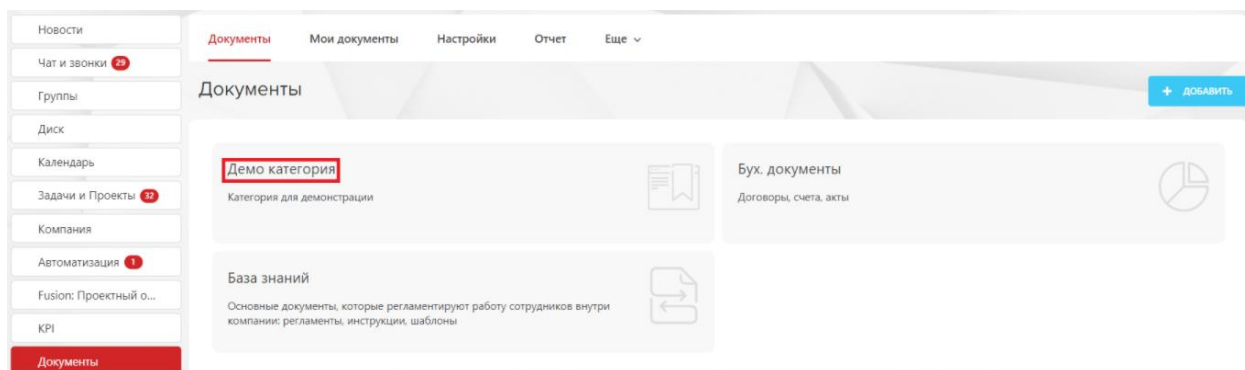 Новости
Чат и звонки 29
Группы
Диск
Календарь
Задачи и Проекты 32
Компания
Автоматизация 1
Fusion: Проектный о...
KPI
Документы
Документы Мои документы Настройки Отчет Еще
Документы
+ ДОБАВИТЬ
Демо категория
Категория для демонстрации
Бух. документы
Договоры, счета, акты
База знаний
Основные документы, которые регламентируют работу сотрудников внутри
компании: регламенты, инструкции, шаблоны